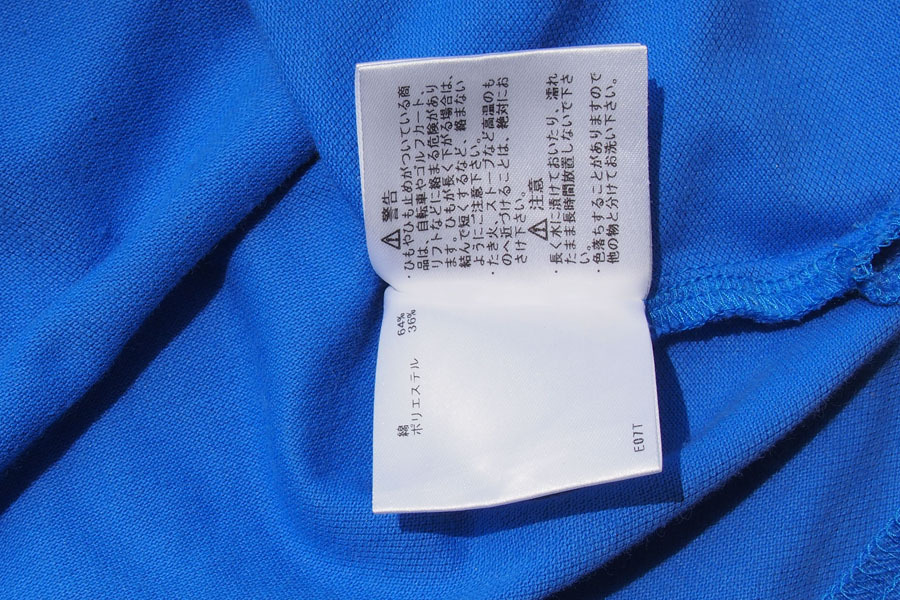 ⚠ 警告
・ひもやひも止めがついている商
品は、自転車やゴルフカート、
リフトなどに絡まる危険があり
ます。ひもが長く下がる場合は、
結んで短くするなど、絡まない
ようにご注意下さい。
・たき火、ストーブなど高温のも
のへ近づけることは、絶対にお
さけ下さい。
⚠ 注意
・長く水に漬けておいたり、濡れ
たまま長時間放置しないで下さ
い。
・色落ちすることがありますので
他の物と分けてお洗い下さい。
綿 64%
ポリエステル 36%
E07T